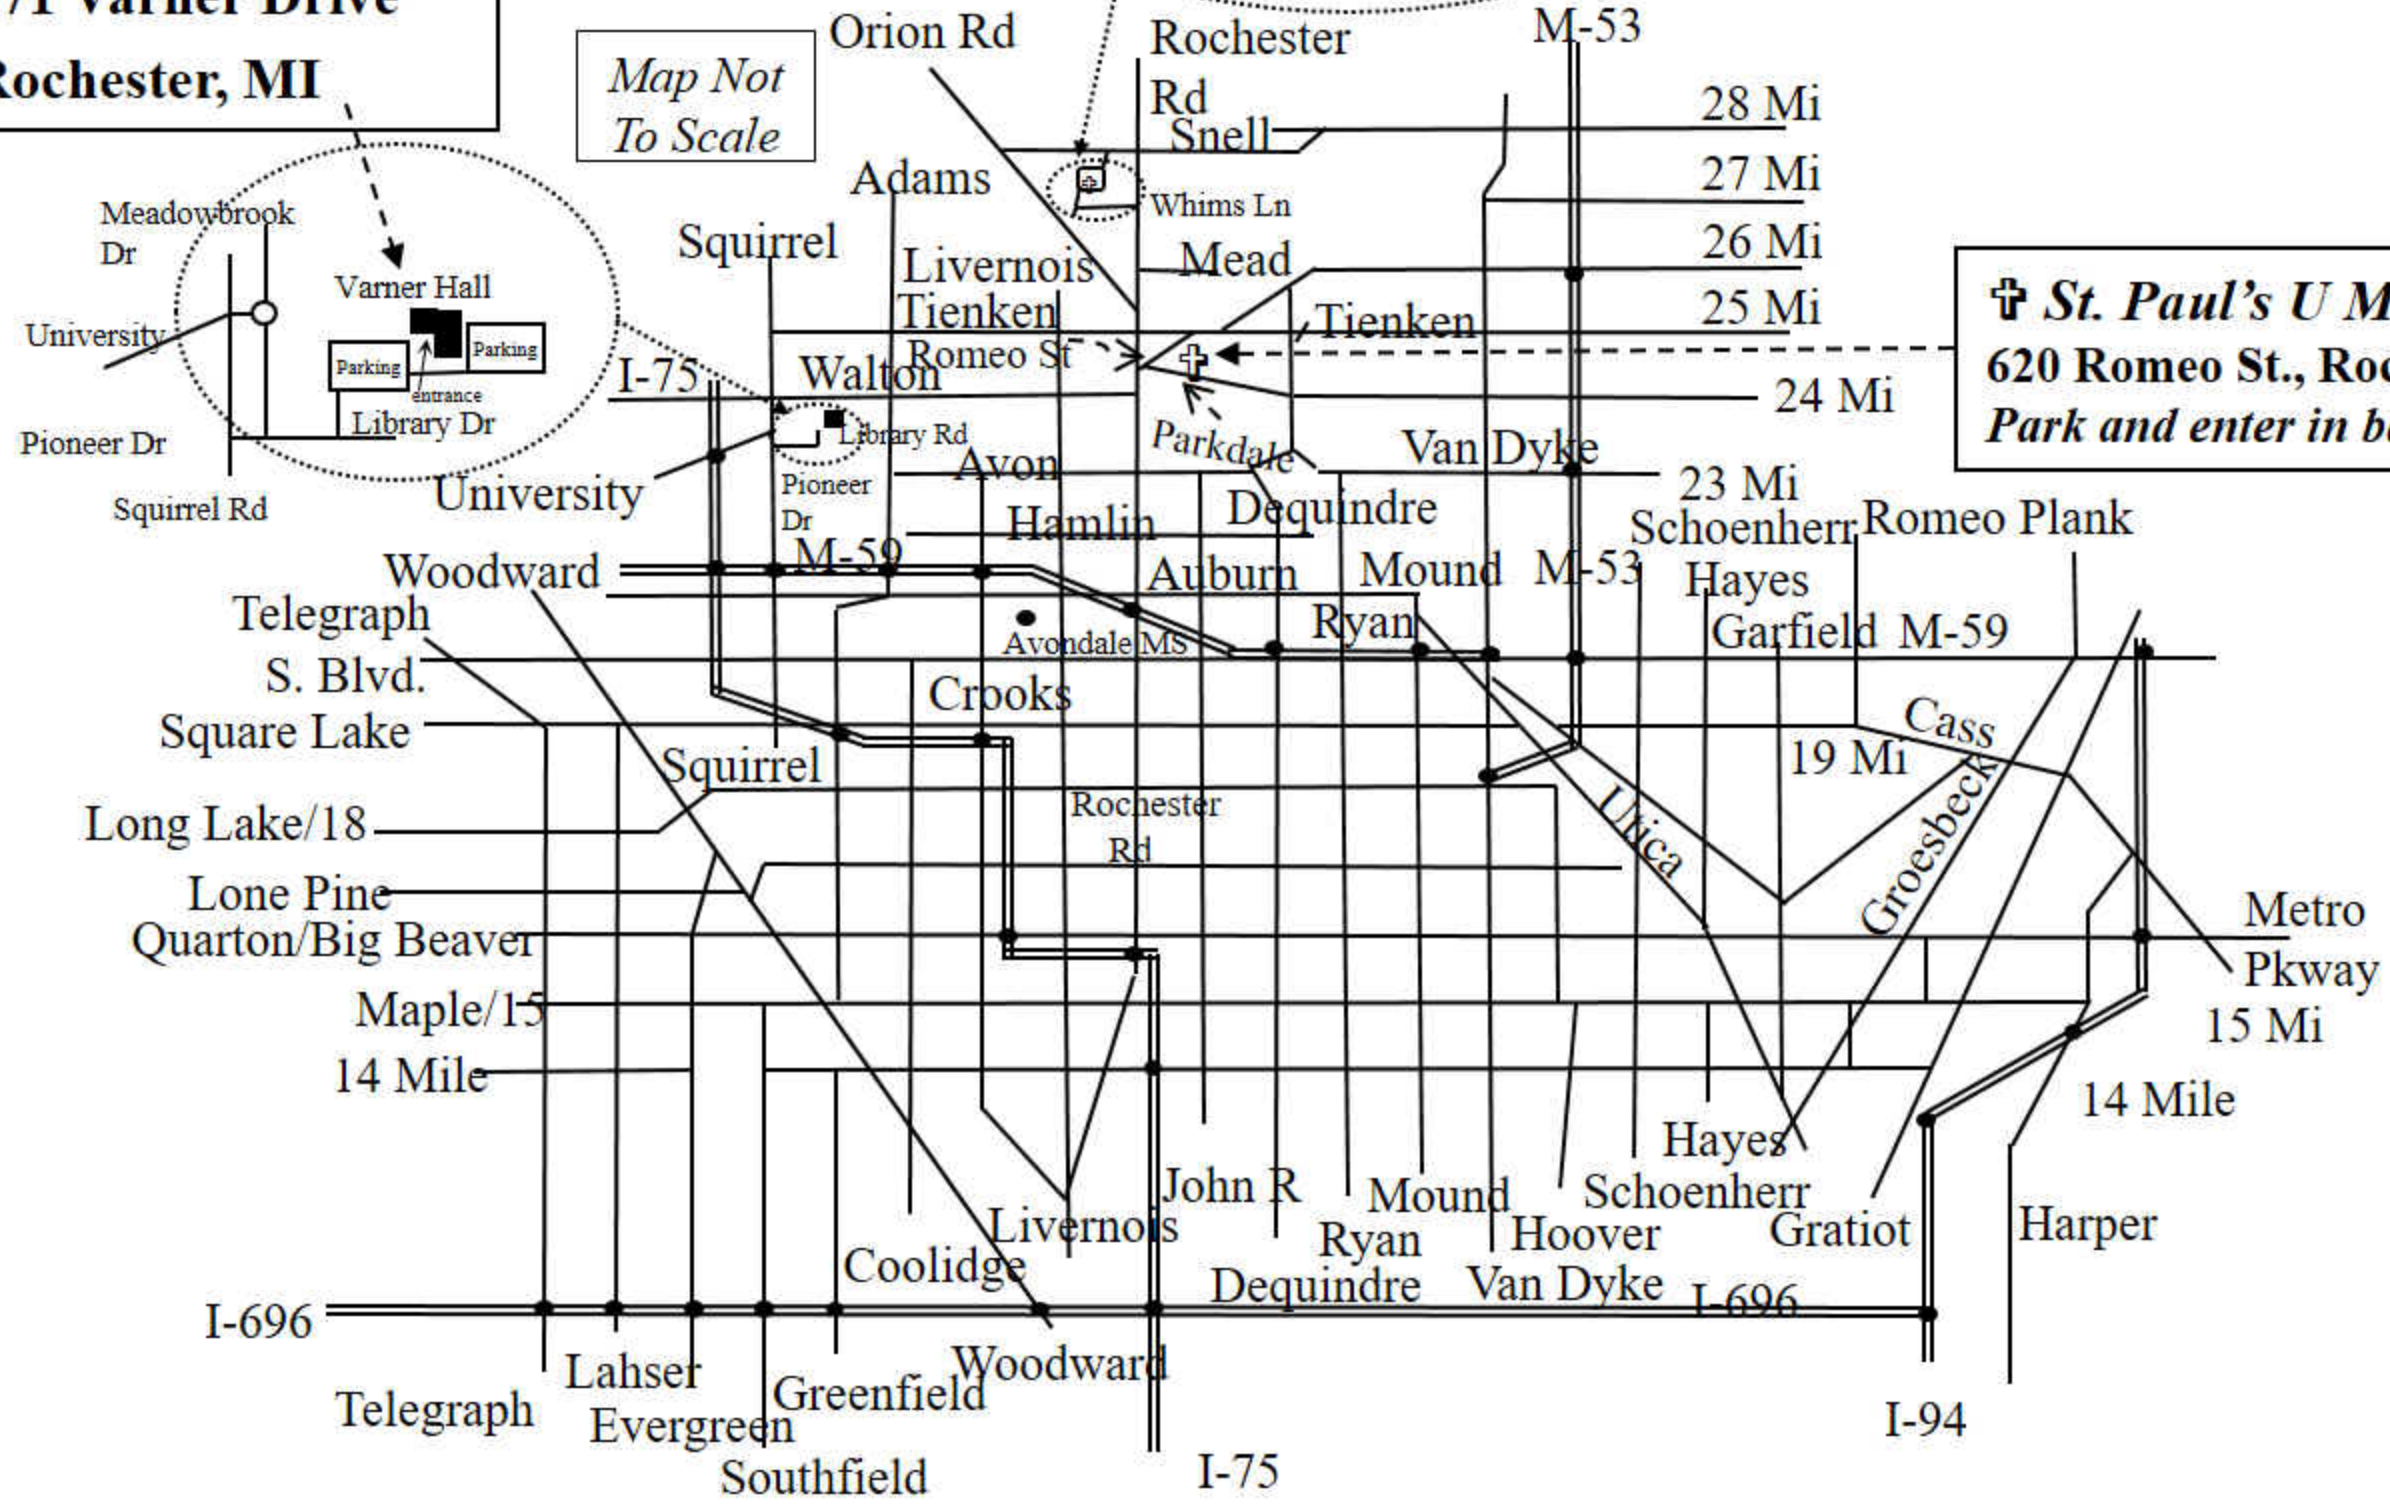 71 Varner Drive
Rochester, MI
Map Not
To Scale
Orion Rd
Rochester
Rd
M-53
28 Mi
Snell
27 Mi
Adams
Whims Ln
Meadowbrook
Dr
Squirrel
26 Mi
Livernois
Mead
Varner Hall
Tienken
Tienken
25 Mi
✞ St. Paul's U M
University
Parking
Parking
Romeo St
620 Romeo St., Roc
I-75
Walton
24 Mi
entrance
Library Dr
Library Rd
Park and enter in b
Pioneer Dr
Parkdale
Van Dyke
Avon
23 Mi
University
Pioneer
Dr
Squirrel Rd
Hamlin
Dequindre
Schoenherr
Romeo Plank
M-59
Woodward
Auburn
Mound
M-53
Hayes
Telegraph
Ryan
Garfield
M-59
Avondale MS
S. Blvd.
Crooks
Square Lake
Cass
Squirrel
19 Mi
Long Lake/18
Rochester
Rd
Utica
Groesbeck
Lone Pine
Quarton/Big Beaver
Metro
Pkway
Maple/15
15 Mi
14 Mile
14 Mile
Hayes
John R
Mound
Schoenherr
Livernois
Ryan
Hoover
Gratiot
Harper
Coolidge
Dequindre
Van Dyke
I-696
I-696
Lahser
Woodward
Greenfield
Telegraph
Evergreen
I-94
Southfield
I-75